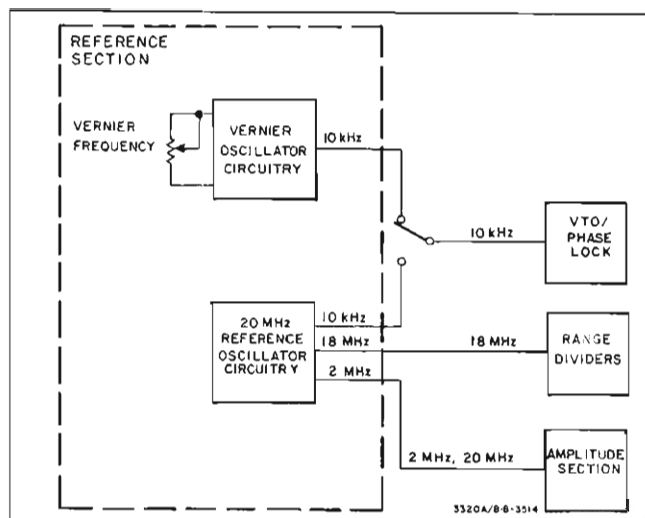 REFERENCE
SECTION
VERNIER
FREQUENCY
VERNIER
OSCILLATOR
CIRCUITRY
10 kHz
10 kHz
VTO/
PHASE
LOCK
20 MHz
REFERENCE
OSCILLATOR
CIRCUITRY
10 kHz
18 MHz
2 MHz
18 MHz
RANGE
DIVIDERS
2 MHz, 20 MHz
AMPLITUDE
SECTION
3320A/B-B-3514